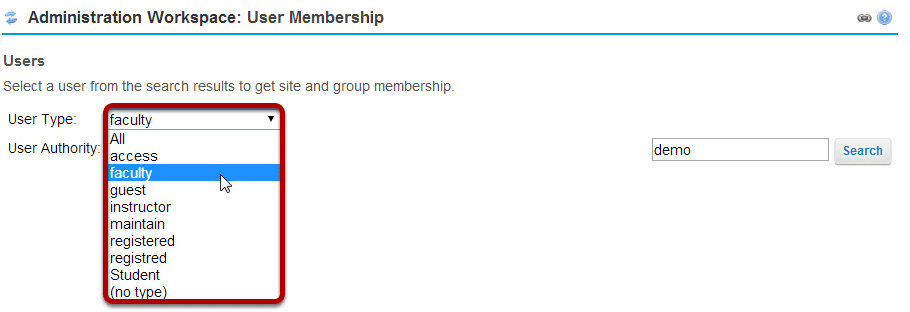 Administration Workspace: User Membership
Users
Select a user from the search results to get site and group membership.
User Type: faculty
All
User Authority: demo Search
access
faculty
guest
instructor
maintain
registered
registred
Student
(no type)